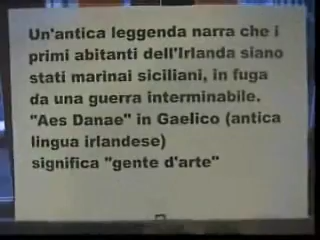 Un'antica leggenda narra che i
primi abitanti dell'Irlanda siano
stati marinai siciliani, in fuga
da una guerra interminabile.
"Aes Danae" in Gaelico (antica
lingua irlandese)
significa "gente d'arte"